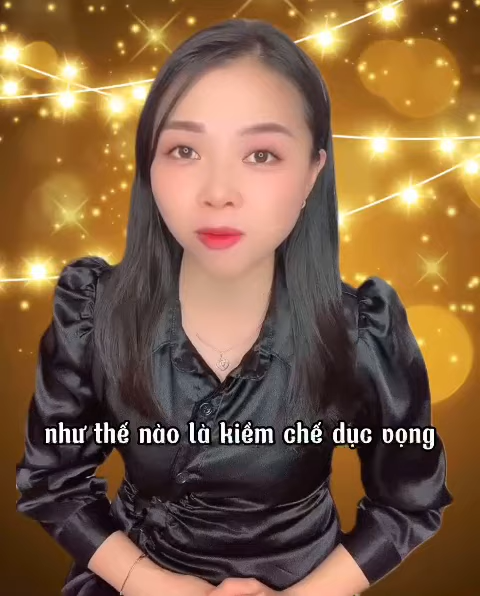 như thế nào là kiềm chế dục vọng